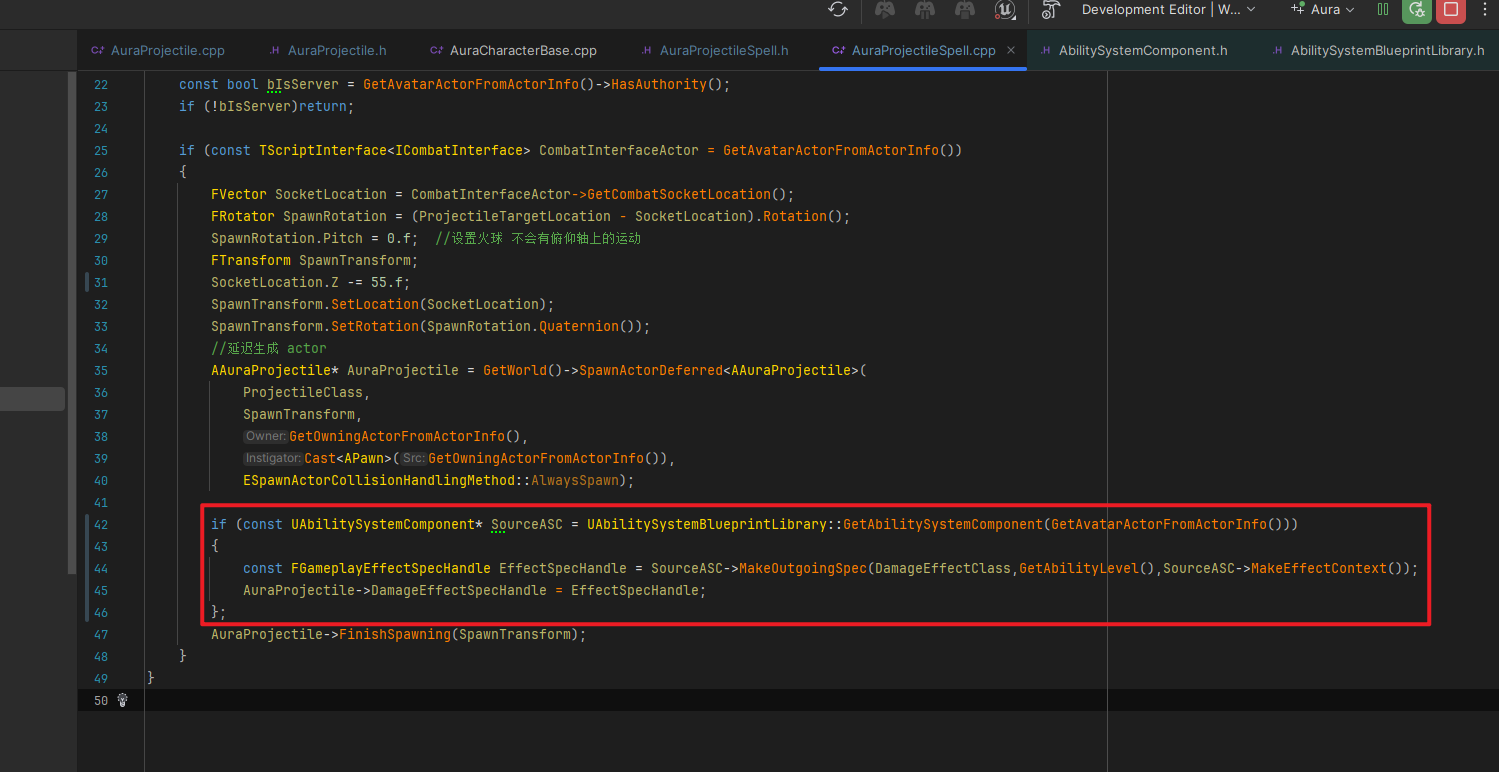 Development Editor | W...
Aura
C+ AuraProjectile.cpp
.H AuraProjectile.h
C+ AuraCharacterBase.cpp
.H AuraProjectileSpell.h
C+ AuraProjectileSpell.cpp
.H AbilitySystemComponent.h
.H AbilitySystemBlueprintLibrary.h
22 const bool bIsServer = GetAvatarActorFromActorInfo()->HasAuthority();
23 if (!bIsServer)return;
24
25 if (const TScriptInterface<ICombatInterface> CombatInterfaceActor = GetAvatarActorFromActorInfo())
26 {
27 FVector SocketLocation = CombatInterfaceActor->GetCombatSocketLocation();
28 FRotator SpawnRotation = (ProjectileTargetLocation - SocketLocation).Rotation();
29 SpawnRotation.Pitch = 0.f; //设置火球 不会有俯仰轴上的运动
30 FTransform SpawnTransform;
31 SocketLocation.Z -= 55.f;
32 SpawnTransform.SetLocation(SocketLocation);
33 SpawnTransform.SetRotation(SpawnRotation.Quaternion());
34 //延迟生成 actor
35 AAuraProjectile* AuraProjectile = GetWorld()->SpawnActorDeferred<AAuraProjectile>(
36 ProjectileClass,
37 SpawnTransform,
38 Owner: GetOwningActorFromActorInfo(),
39 Instigator: Cast<APawn>( Src: GetOwningActorFromActorInfo()),
40 ESpawnActorCollisionHandlingMethod::AlwaysSpawn);
41
42 if (const UAbilitySystemComponent* SourceASC = UAbilitySystemBlueprintLibrary::GetAbilitySystemComponent(GetAvatarActorFromActorInfo()))
43 {
44 const FGameplayEffectSpecHandle EffectSpecHandle = SourceASC->MakeOutgoingSpec(DamageEffectClass,GetAbilityLevel(),SourceASC->MakeEffectContext());
45 AuraProjectile->DamageEffectSpecHandle = EffectSpecHandle;
46 };
47 AuraProjectile->FinishSpawning(SpawnTransform);
48 }
49 }
50